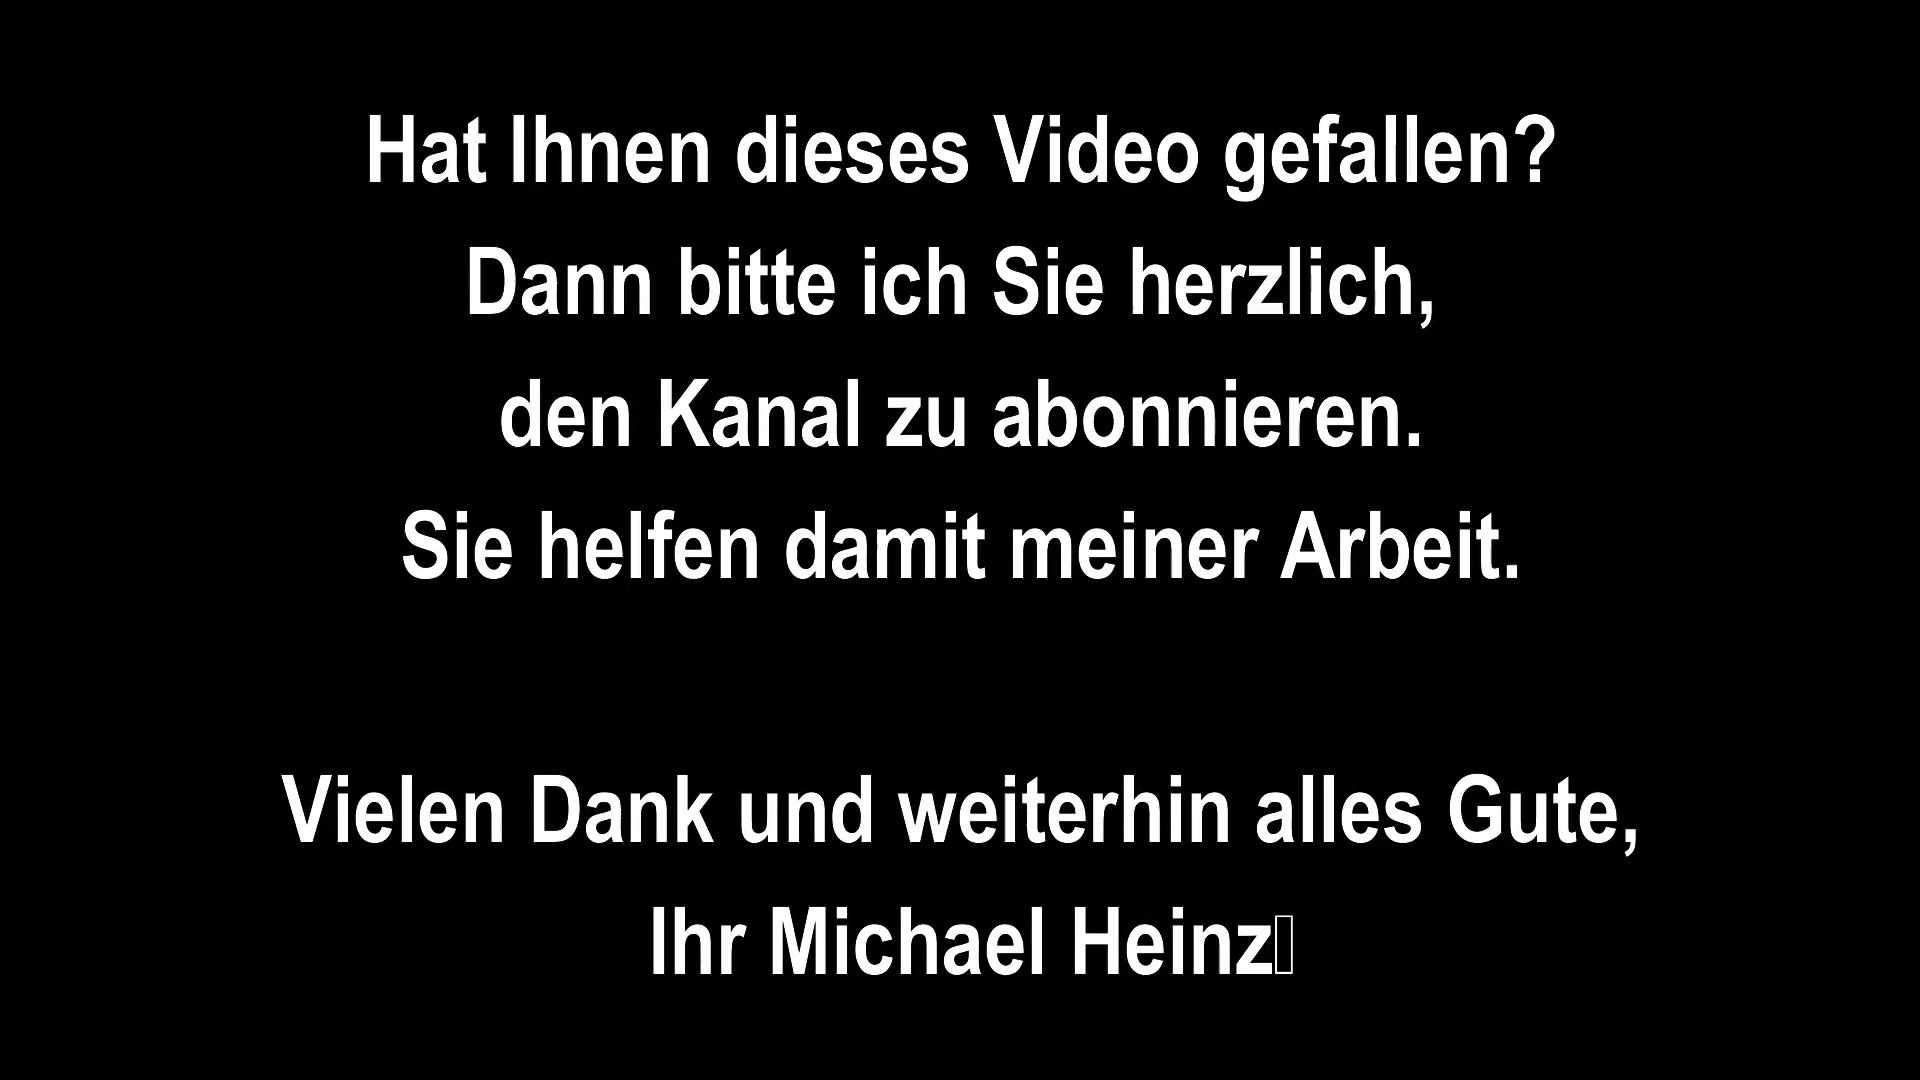 Hat Ihnen dieses Video gefallen?
Dann bitte ich Sie herzlich,
den Kanal zu abonnieren.
Sie helfen damit meiner Arbeit.
Vielen Dank und weiterhin alles Gute,
Ihr Michael Heinz